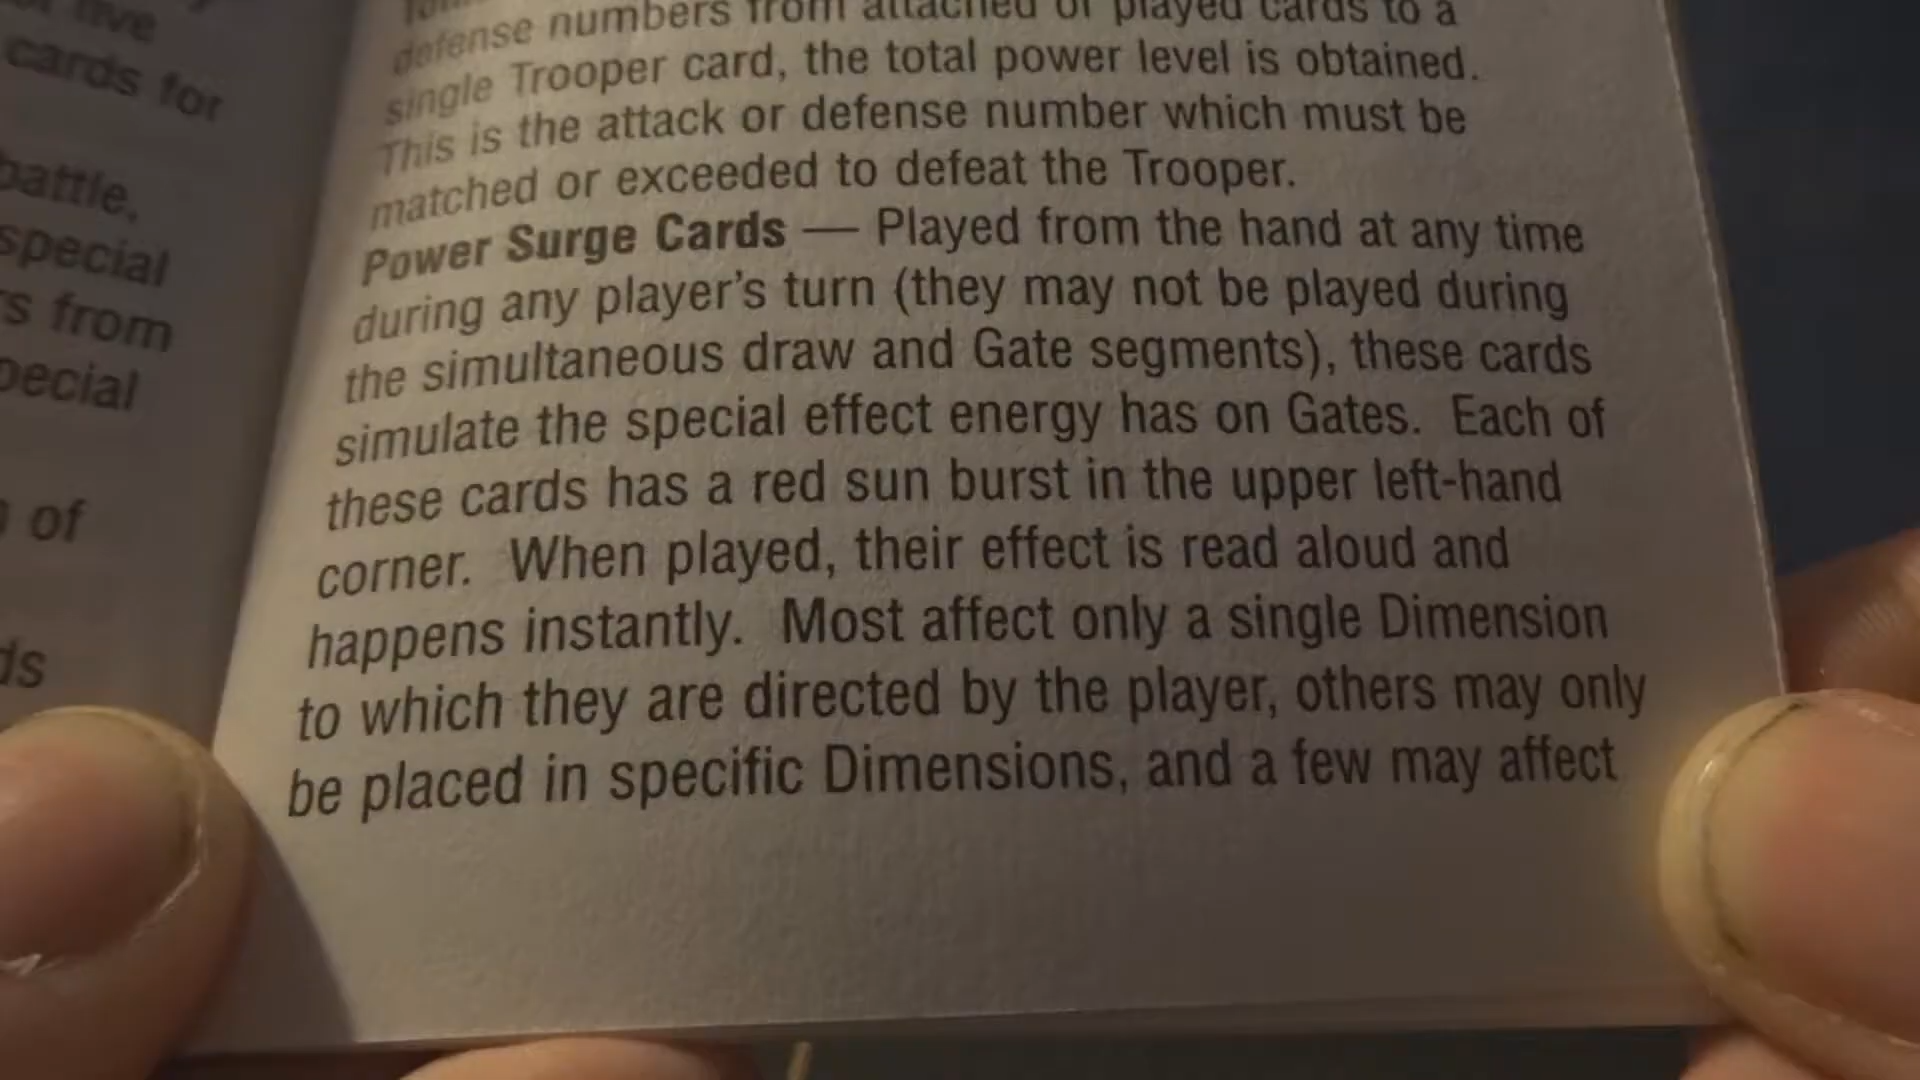 five
cards for
battle,
special
from
of
defense numbers from attached or played cards to a
single Trooper card, the total power level is obtained.
This is the attack or defense number which must be
matched or exceeded to defeat the Trooper.
Power Surge Cards — Played from the hand at any time
during any player's turn (they may not be played during
the simultaneous draw and Gate segments), these cards
simulate the special effect energy has on Gates. Each of
these cards has a red sun burst in the upper left-hand
corner. When played, their effect is read aloud and
happens instantly. Most affect only a single Dimension
to which they are directed by the player, others may only
be placed in specific Dimensions, and a few may affect